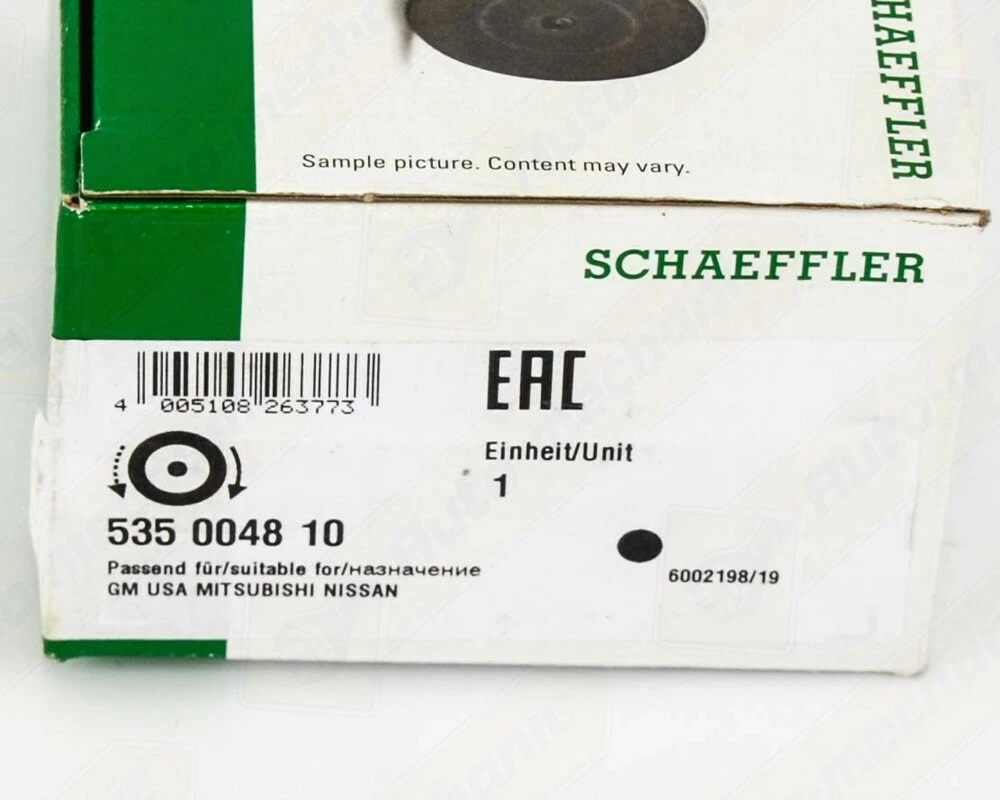 HAEFFLER
Sample picture. Content may vary.
SCHAEFFLER
4 005108 263773
EAC
Einheit/Unit
1
535 0048 10
Passend für/suitable for/назначение
GM USA MITSUBISHI NISSAN
6002198/19